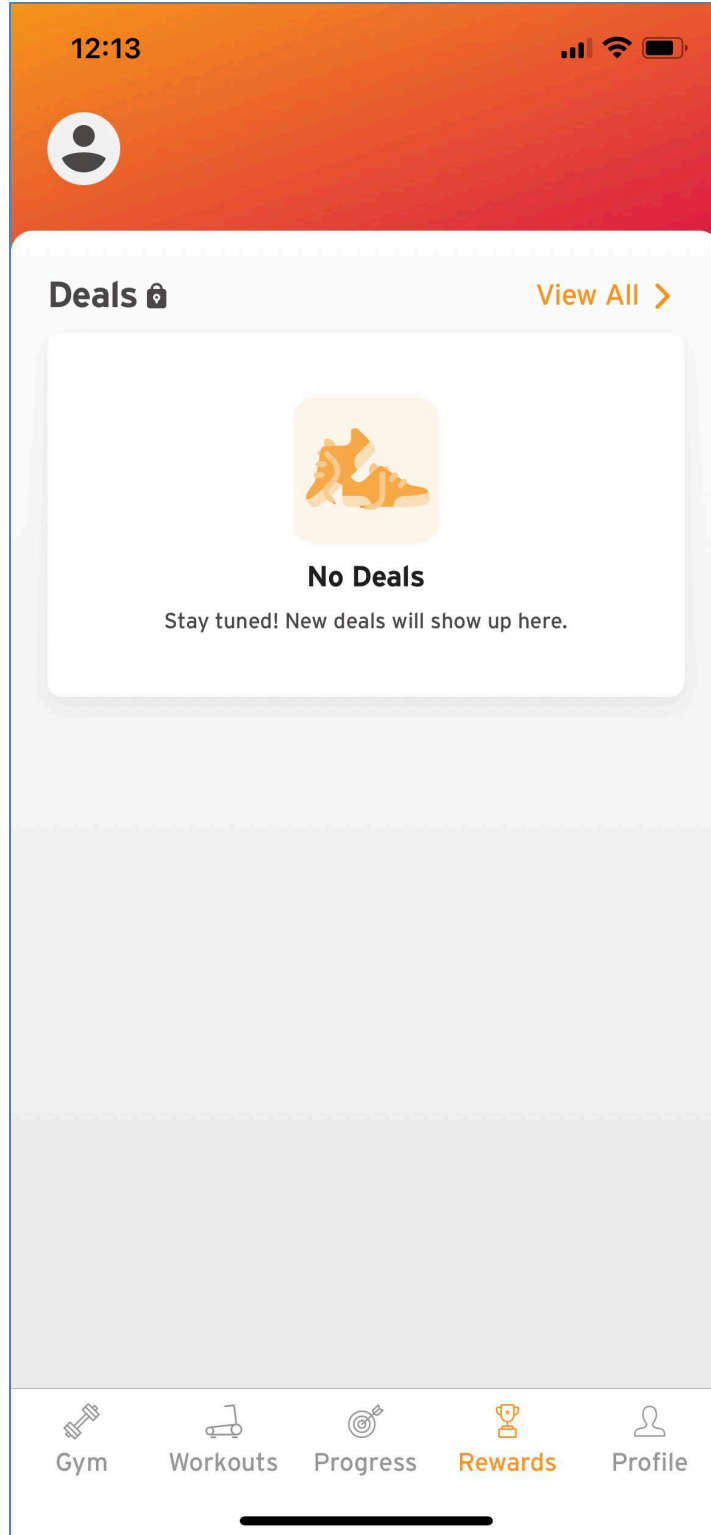 12:13
Deals
View All
No Deals
Stay tuned! New deals will show up here.
Gym
Workouts
Progress
Rewards
Profile